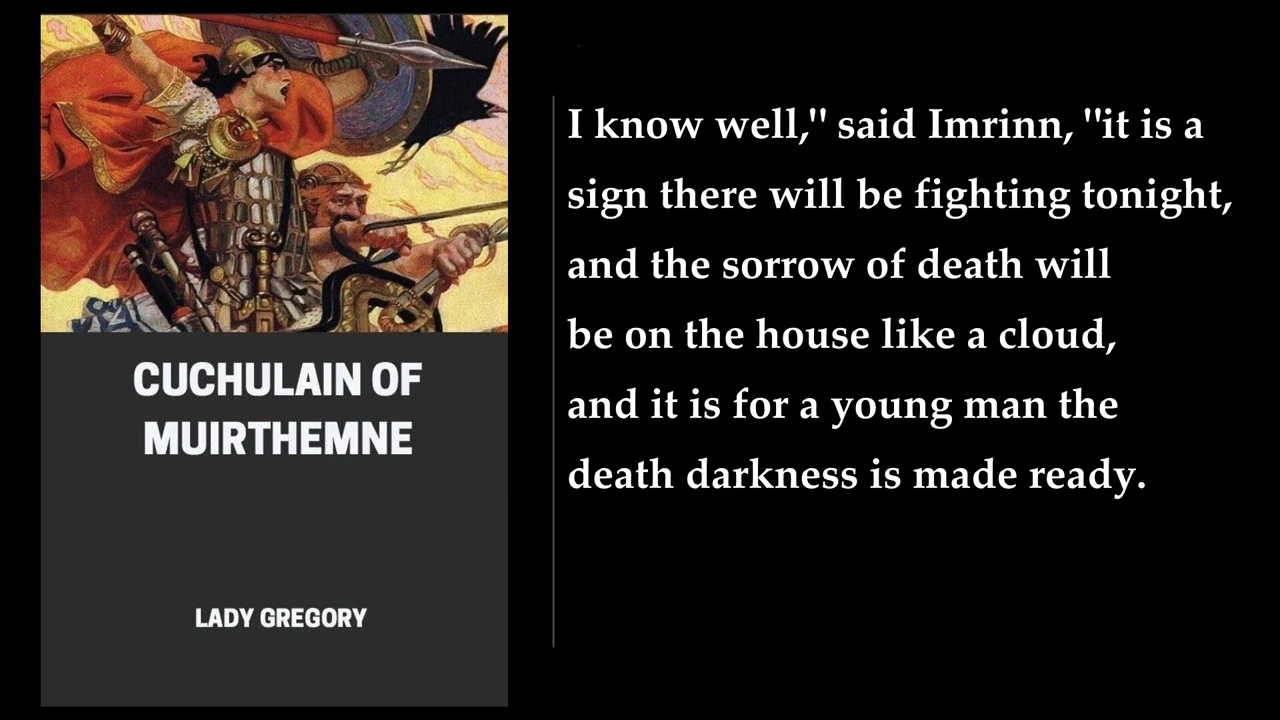 CUCHULAIN OF
MUIRTHEMNE
LADY GREGORY
I know well," said Imrinn, "it is a
sign there will be fighting tonight,
and the sorrow of death will
be on the house like a cloud,
and it is for a young man the
death darkness is made ready.